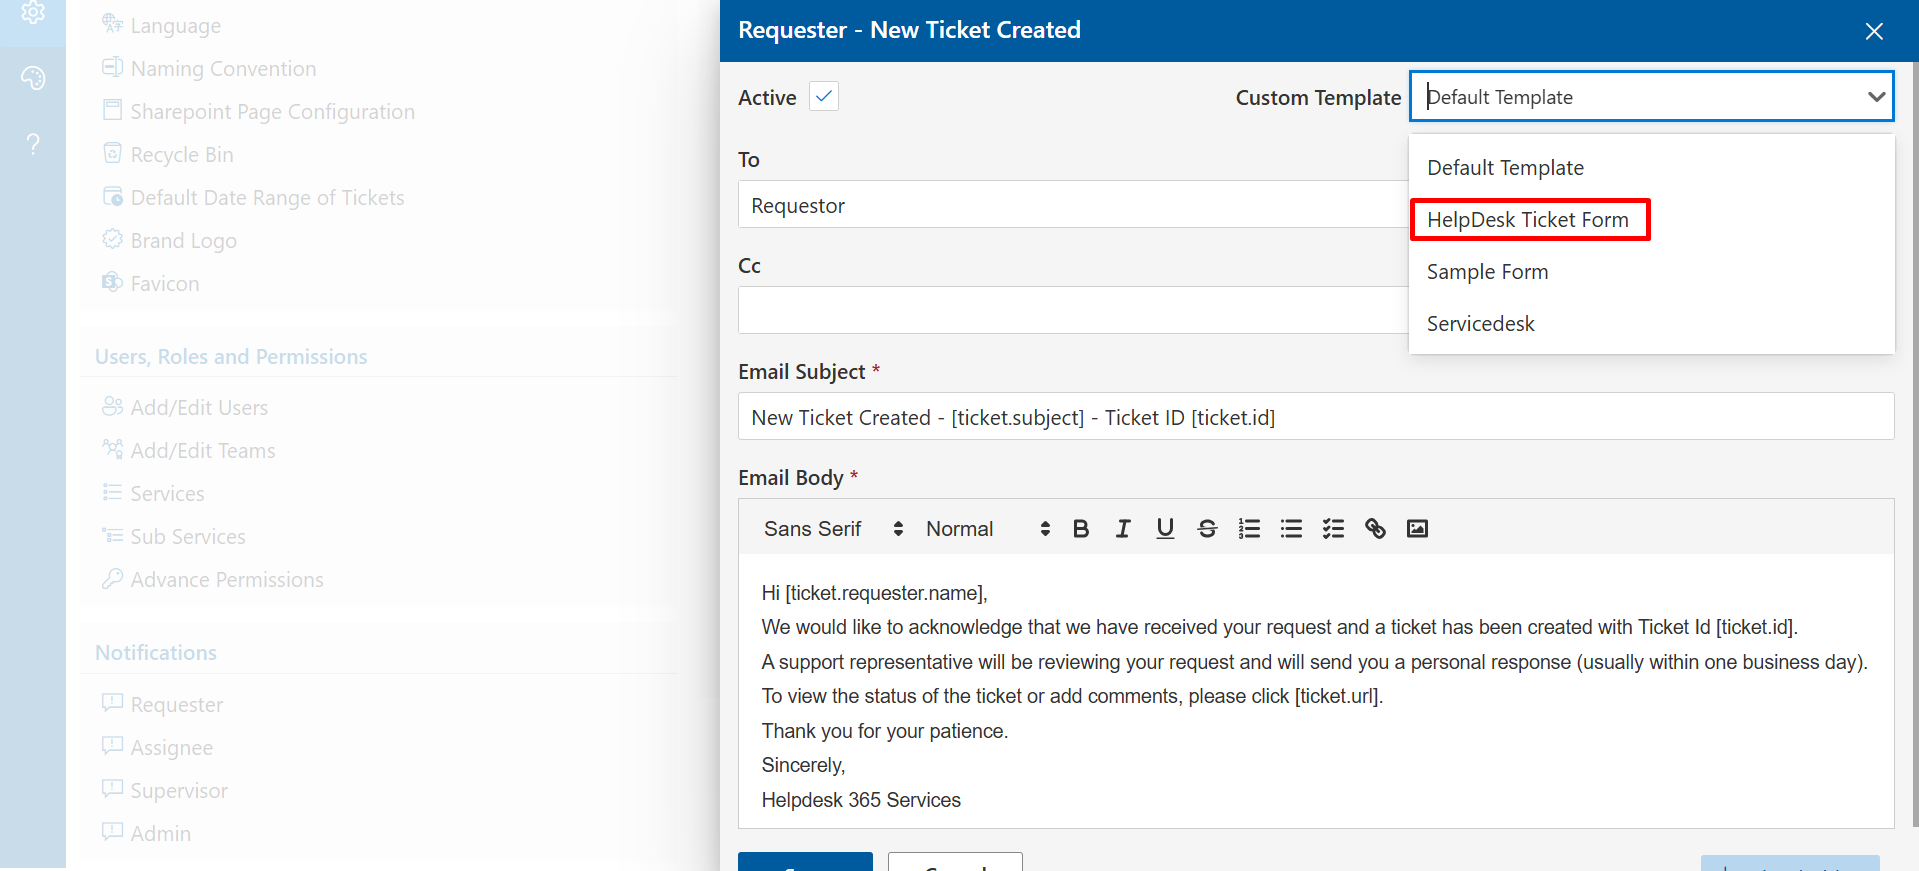 Language
Naming Convention
Sharepoint Page Configuration
Recycle Bin
Default Date Range of Tickets
Brand Logo
Favicon
Users, Roles and Permissions
Add/Edit Users
Add/Edit Teams
Services
Sub Services
Advance Permissions
Notifications
Requester
Assignee
Supervisor
Admin
Requester - New Ticket Created
Active
Custom Template
Default Template
Default Template
HelpDesk Ticket Form
Sample Form
Servicedesk
To
Requestor
Cc
Email Subject *
New Ticket Created - [ticket.subject] - Ticket ID [ticket.id]
Email Body *
Sans Serif Normal
Hi [ticket.requester.name],
We would like to acknowledge that we have received your request and a ticket has been created with Ticket Id [ticket.id].
A support representative will be reviewing your request and will send you a personal response (usually within one business day).
To view the status of the ticket or add comments, please click [ticket.url].
Thank you for your patience.
Sincerely,
Helpdesk 365 Services